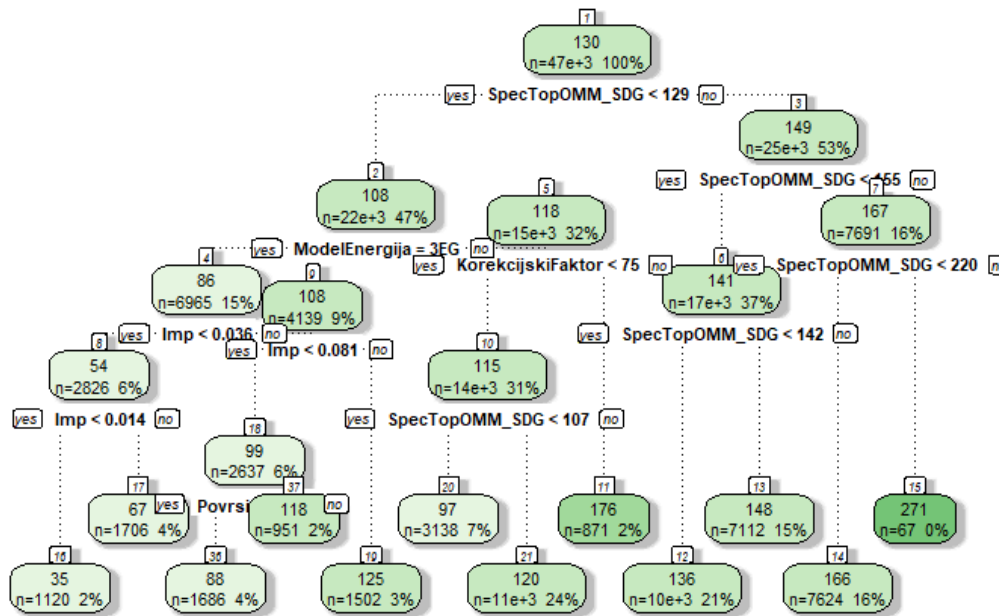 1
130
n=47e+3 100%
yes SpecTopOMM_SDG < 129 no
3
149
n=25e+3 53%
2
108
n=22e+3 47%
5
118
n=15e+3 32%
yes SpecTopOMM_SDG < 155 no
7
167
n=7691 16%
yes ModelEnergija = 3EG no
4
86
n=6965 15%
9
108
n=4139 9%
yes KorekcijskiFaktor < 75 no
6
141
n=17e+3 37%
yes SpecTopOMM_SDG < 220 n
yes Imp < 0.036 no
8
54
n=2826 6%
yes Imp < 0.081 no
10
115
n=14e+3 31%
yes SpecTopOMM_SDG < 142 no
yes Imp < 0.014 no
18
99
n=2637 6%
yes SpecTopOMM_SDG < 107 no
17
67
n=1706 4%
yes Povrsi no
37
118
n=951 2%
20
97
n=3138 7%
11
176
n=871 2%
13
148
n=7112 15%
15
271
n=67 0%
16
35
n=1120 2%
36
88
n=1686 4%
19
125
n=1502 3%
21
120
n=11e+3 24%
12
136
n=10e+3 21%
14
166
n=7624 16%